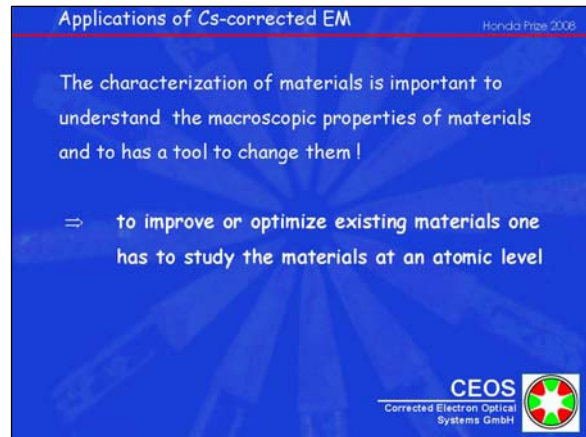 Applications of Cs-corrected EM
Honda Prize 2008
The characterization of materials is important to
understand the macroscopic properties of materials
and to has a tool to change them !
⇒ to improve or optimize existing materials one
has to study the materials at an atomic level
CEOS
Corrected Electron Optical
Systems GmbH